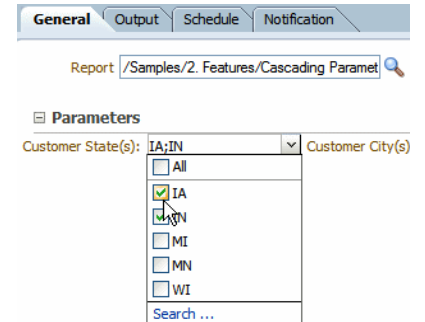 General Output Schedule Notification
Report /Samples/2. Features/Cascading Paramet
Parameters
Customer State(s): IA;IN Customer City(s)
All
IA
IN
MI
MN
WI
Search ...